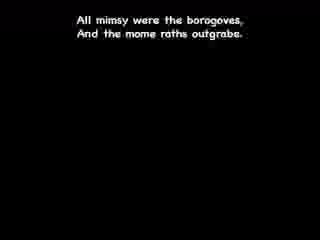 All mimsy were the borogoves,
And the mome raths outgrabe.